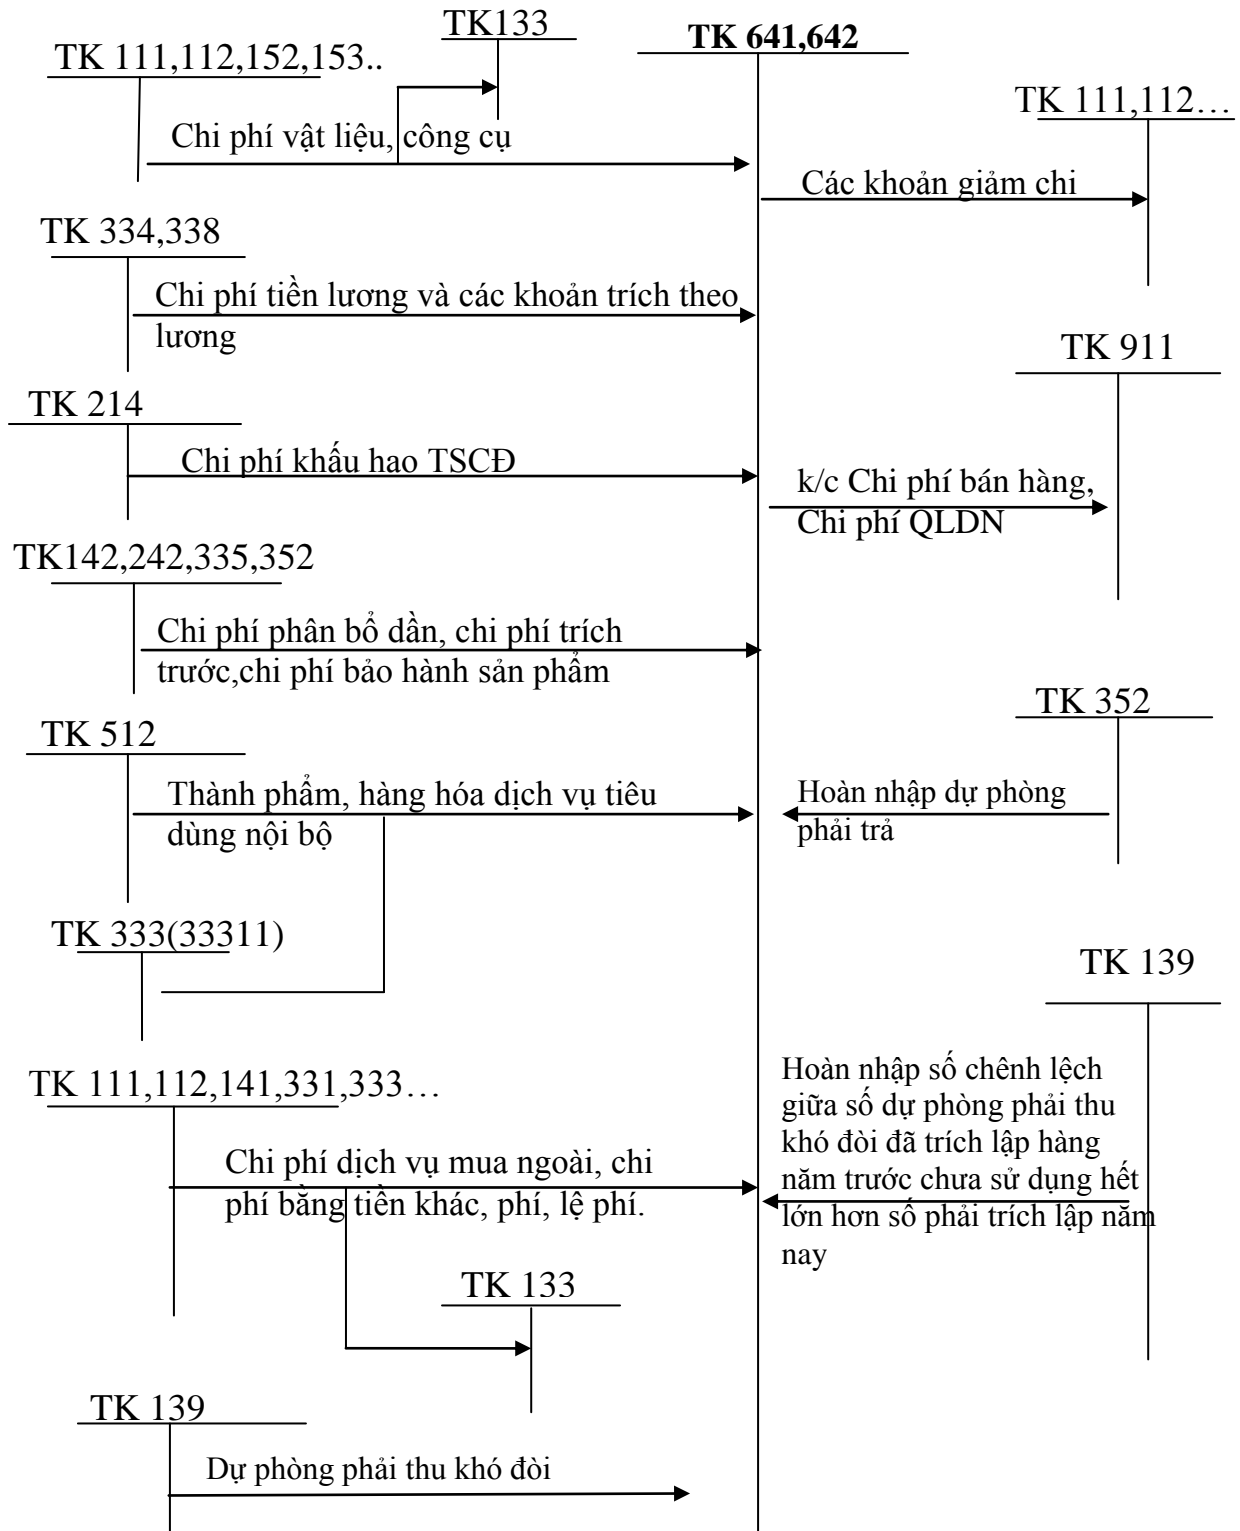 TK133
TK 641,642
TK 111,112,152,153..
TK 111,112…
Chi phí vật liệu, công cụ
Các khoản giảm chi
TK 334,338
Chi phí tiền lương và các khoản trích theo
lương
TK 911
TK 214
Chi phí khấu hao TSCĐ
k/c Chi phí bán hàng,
Chi phí QLDN
TK142,242,335,352
Chi phí phân bổ dần, chi phí trích
trước,chi phí bảo hành sản phẩm
TK 352
TK 512
Thành phẩm, hàng hóa dịch vụ tiêu
dùng nội bộ
Hoàn nhập dự phòng
phải trả
TK 333(33311)
TK 139
TK 111,112,141,331,333…
Hoàn nhập số chênh lệch
giữa số dự phòng phải thu
khó đòi đã trích lập hàng
năm trước chưa sử dụng hết
lớn hơn số phải trích lập năm
nay
Chi phí dịch vụ mua ngoài, chi
phí bằng tiền khác, phí, lệ phí.
TK 133
TK 139
Dự phòng phải thu khó đòi